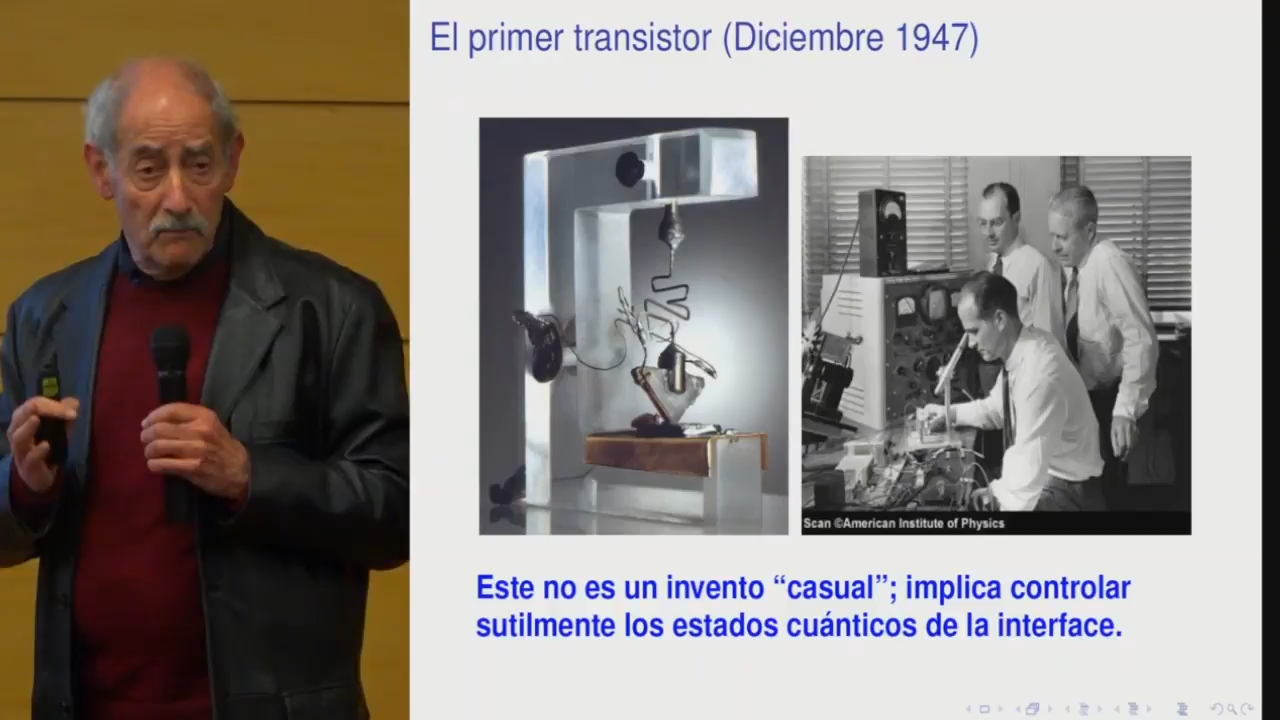 El primer transistor (Diciembre 1947)
Scan ©American Institute of Physics
Este no es un invento “casual”; implica controlar
sutilmente los estados cuánticos de la interface.